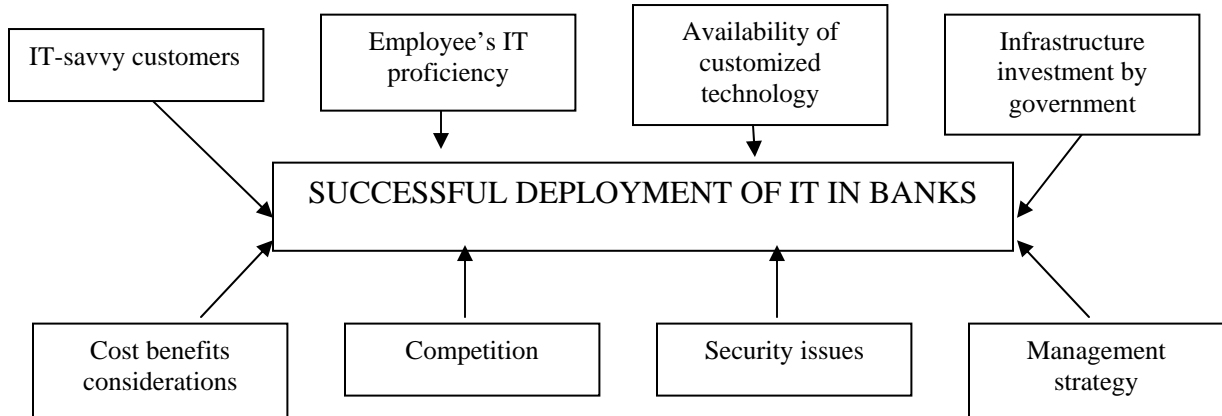 IT-savvy customers
Employee’s IT
proficiency
Availability of
customized
technology
Infrastructure
investment by
government
SUCCESSFUL DEPLOYMENT OF IT IN BANKS
Cost benefits
considerations
Competition
Security issues
Management
strategy